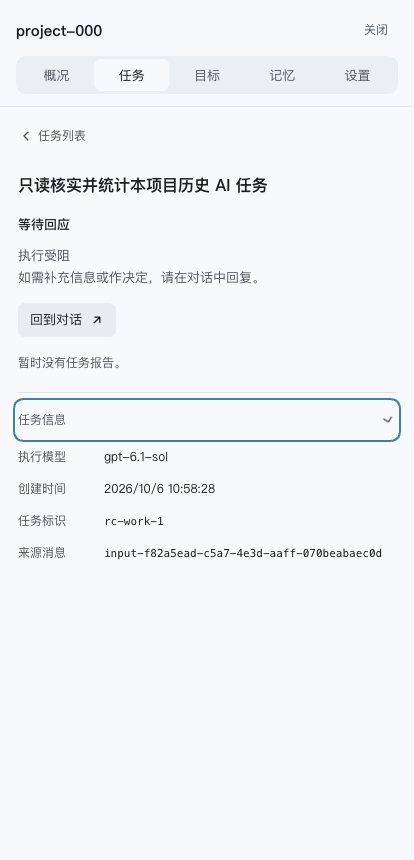 project-000
关闭
概况 任务 目标 记忆 设置
任务列表
只读核实并统计本项目历史 AI 任务
等待回应
执行受阻
如需补充信息或作决定，请在对话中回复。
回到对话
暂时没有任务报告。
任务信息
执行模型 gpt-6.1-sol
创建时间 2026/10/6 10:58:28
任务标识 rc-work-1
来源消息 input-f82a5ead-c5a7-4e3d-aaff-070beabaec0d